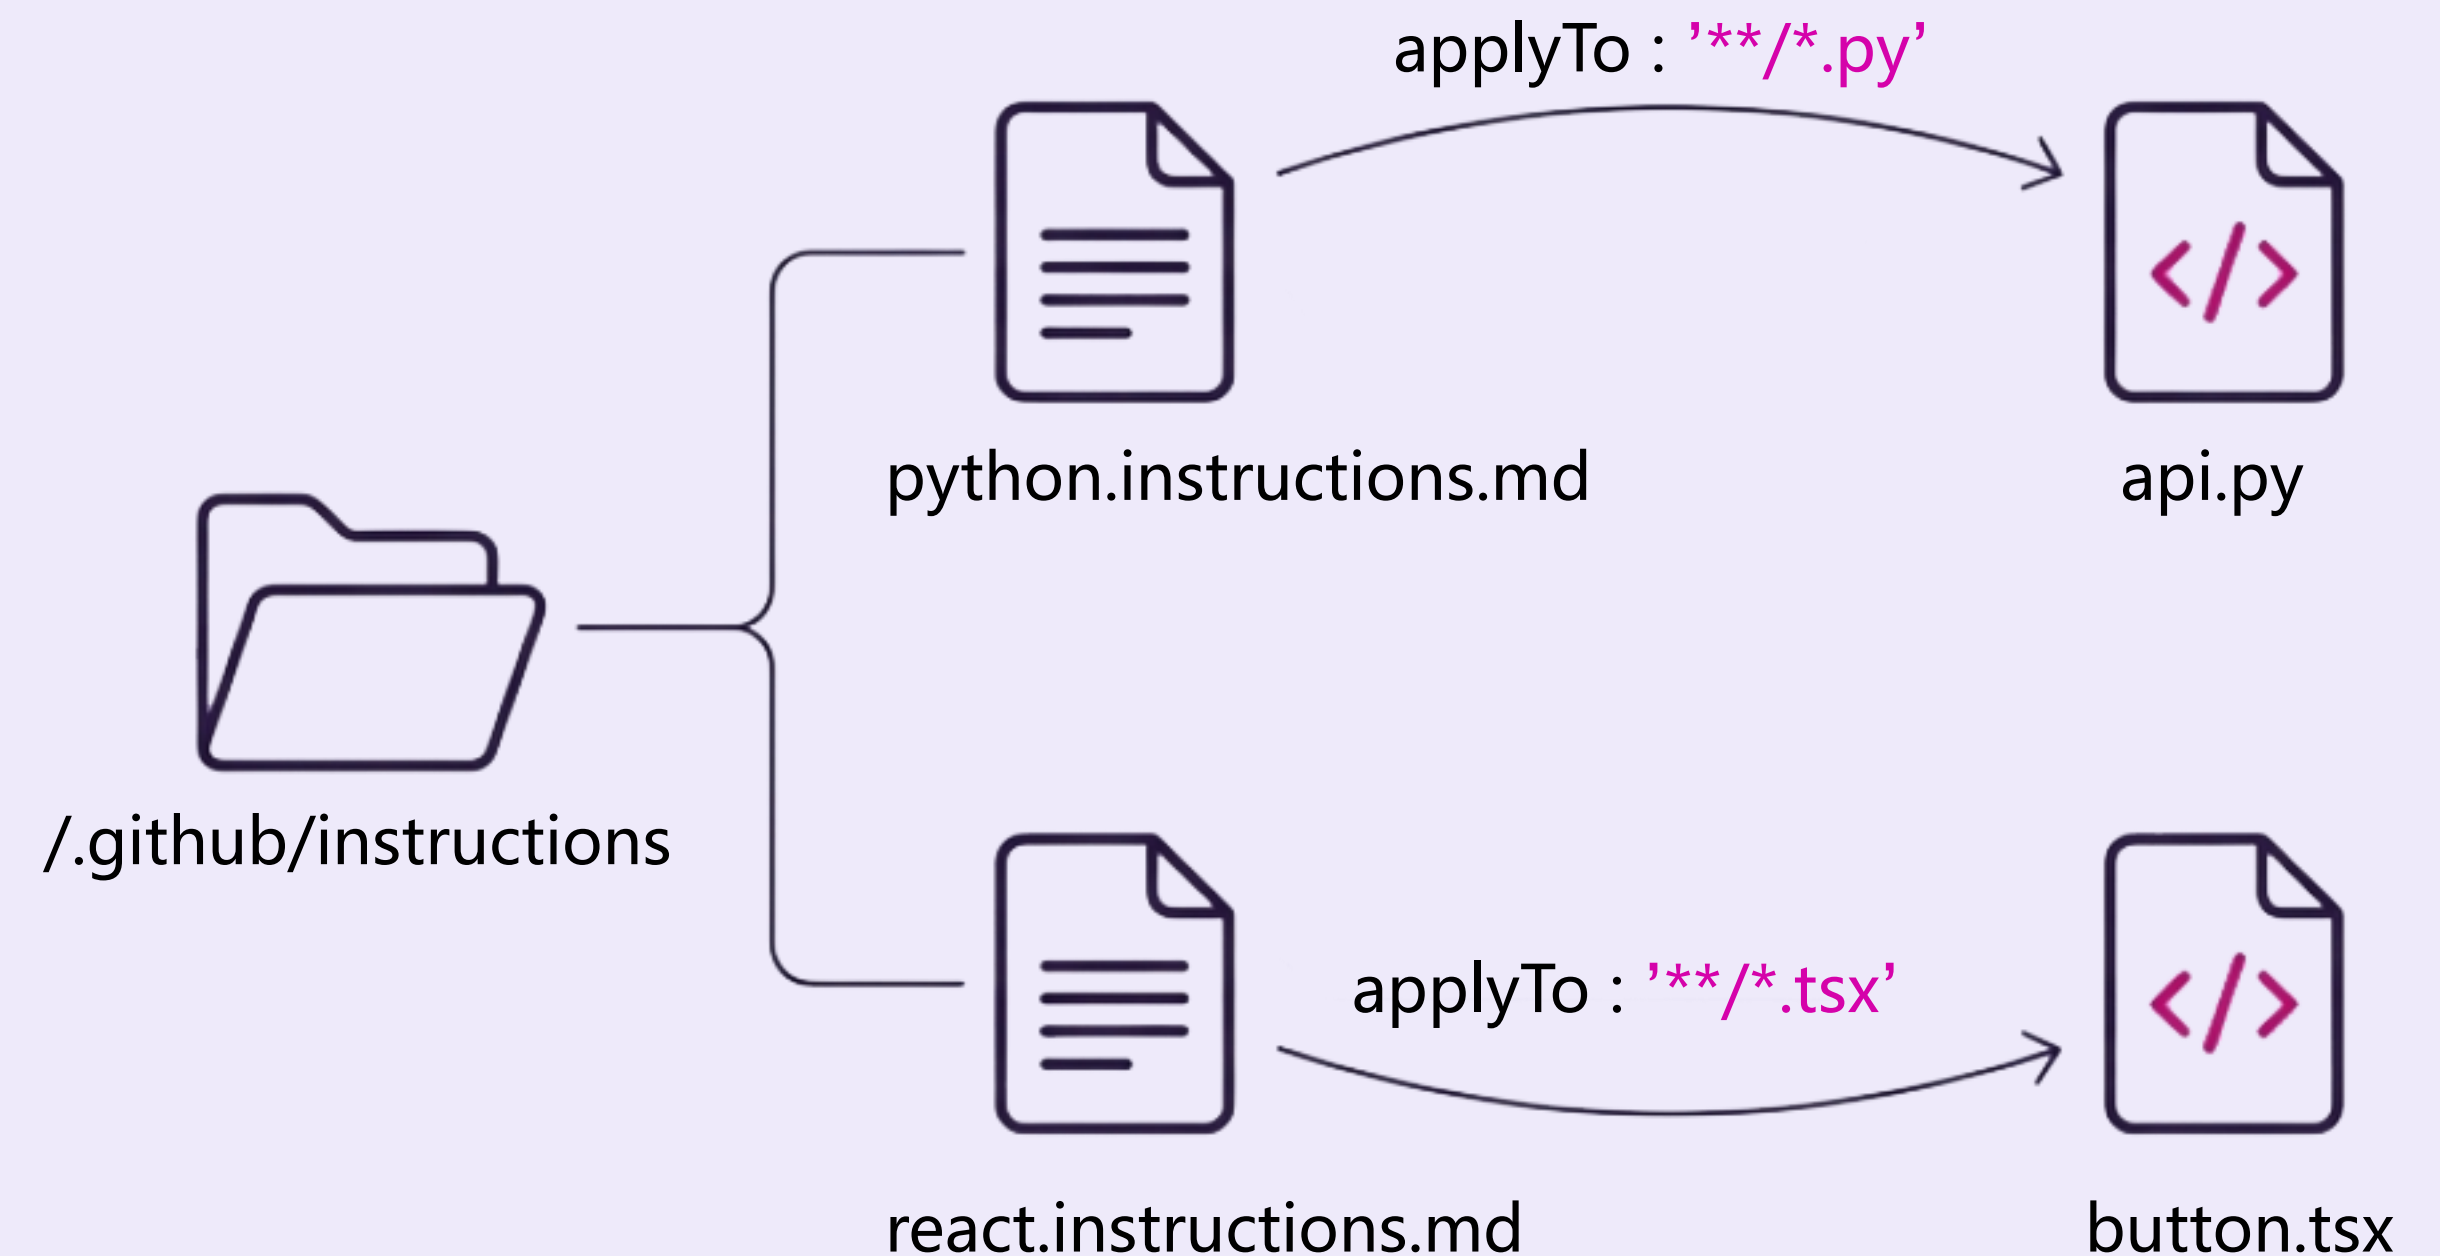 applyTo : ’**/*.py’
python.instructions.md
api.py
/.github/instructions
applyTo : ’**/*.tsx’
react.instructions.md
button.tsx